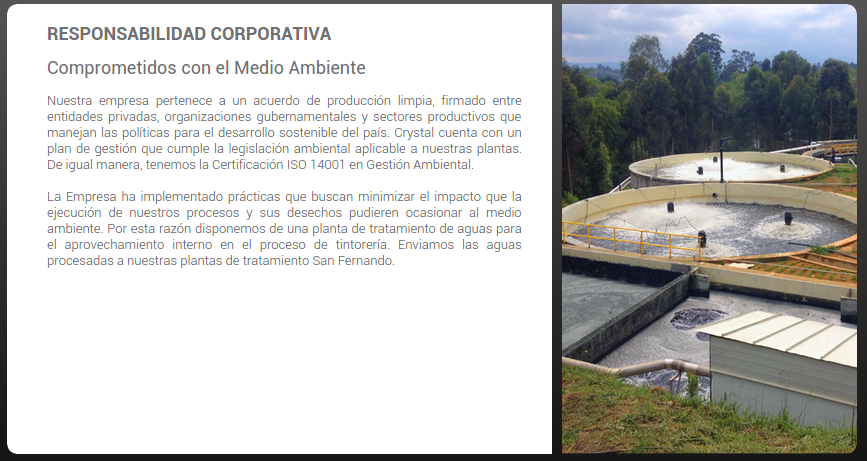 RESPONSABILIDAD CORPORATIVA
Comprometidos con el Medio Ambiente
Nuestra empresa pertenece a un acuerdo de producción limpia, firmado entre
entidades privadas, organizaciones gubernamentales y sectores productivos que
manejan las políticas para el desarrollo sostenible del país. Crystal cuenta con un
plan de gestión que cumple la legislación ambiental aplicable a nuestras plantas.
De igual manera, tenemos la Certificación ISO 14001 en Gestión Ambiental.
La Empresa ha implementado prácticas que buscan minimizar el impacto que la
ejecución de nuestros procesos y sus desechos pudieren ocasionar al medio
ambiente. Por esta razón disponemos de una planta de tratamiento de aguas para
el aprovechamiento interno en el proceso de tintorería. Enviamos las aguas
procesadas a nuestras plantas de tratamiento San Fernando.